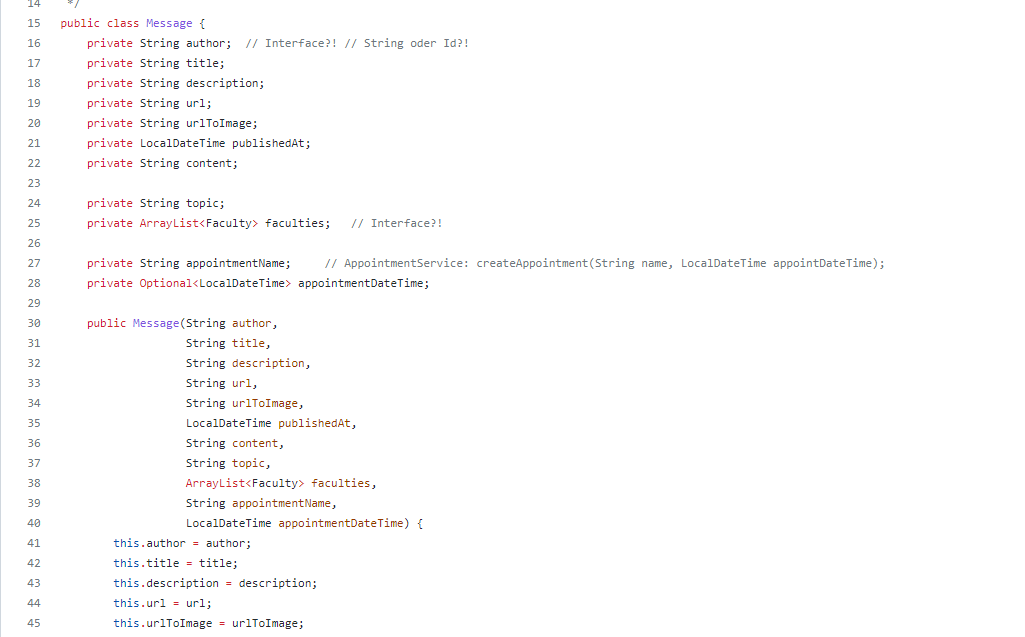 14  */
15  public class Message {
16      private String author;  // Interface?! // String oder Id?!
17      private String title;
18      private String description;
19      private String url;
20      private String urlToImage;
21      private LocalDateTime publishedAt;
22      private String content;
23
24      private String topic;
25      private ArrayList<Faculty> faculties;   // Interface?!
26
27      private String appointmentName;     // AppointmentService: createAppointment(String name, LocalDateTime appointDateTime);
28      private Optional<LocalDateTime> appointmentDateTime;
29
30      public Message(String author,
31                     String title,
32                     String description,
33                     String url,
34                     String urlToImage,
35                     LocalDateTime publishedAt,
36                     String content,
37                     String topic,
38                     ArrayList<Faculty> faculties,
39                     String appointmentName,
40                     LocalDateTime appointmentDateTime) {
41          this.author = author;
42          this.title = title;
43          this.description = description;
44          this.url = url;
45          this.urlToImage = urlToImage;